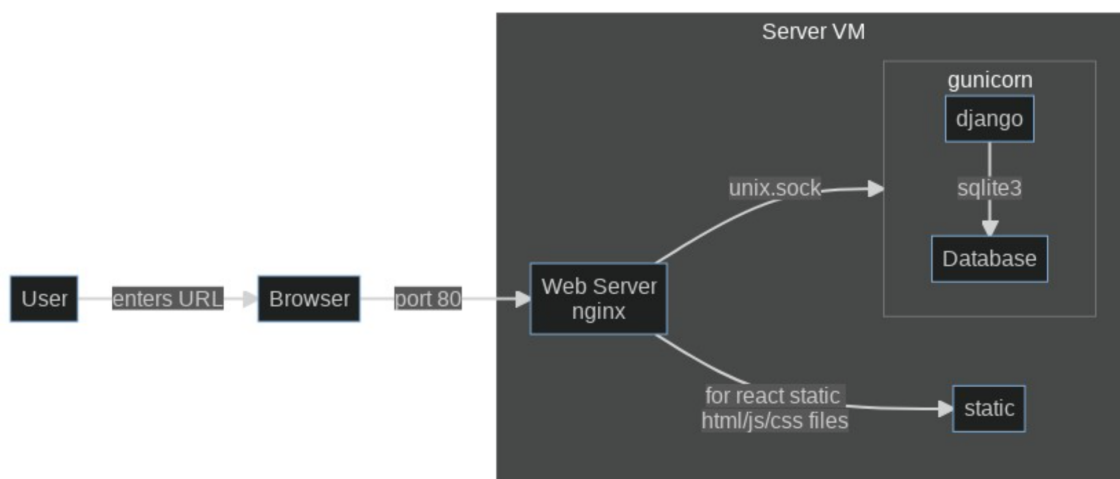 Server VM
gunicorn
django
unix.sock
sqlite3
Database
User
enters URL
Browser
port 80
Web Server
nginx
for react static
html/js/css files
static